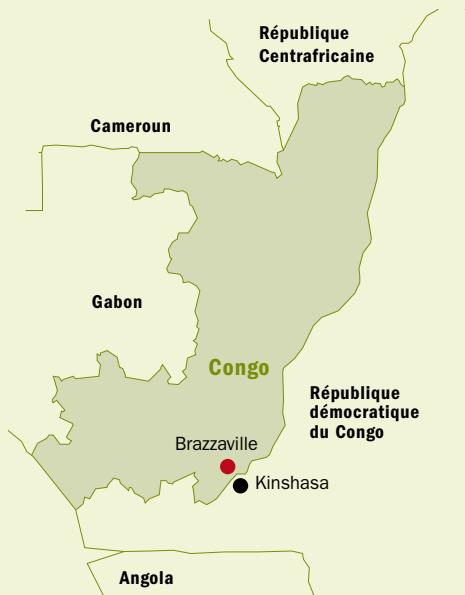 République
Centrafricaine
Cameroun
Gabon
Congo
République
démocratique
du Congo
Brazzaville
Kinshasa
Angola